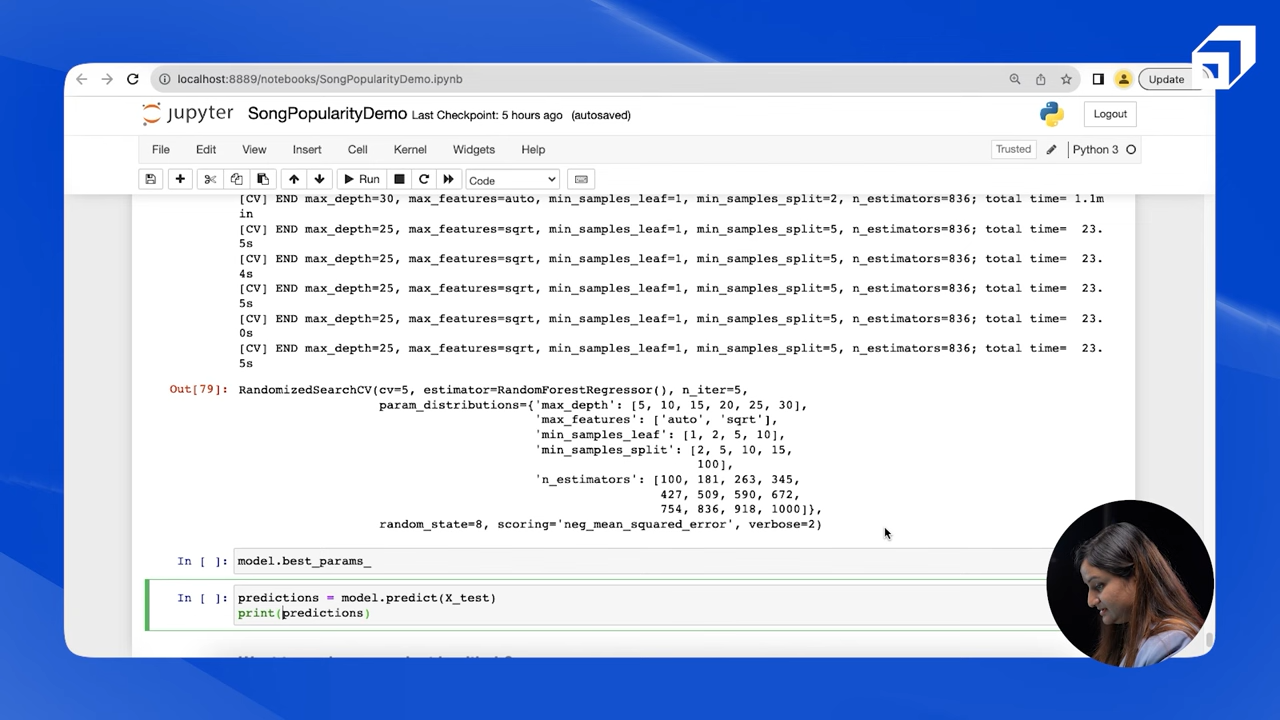 localhost:8889/notebooks/SongPopularityDemo.ipynb
Update
jupyter SongPopularityDemo Last Checkpoint: 5 hours ago (autosaved)
Logout
File Edit View Insert Cell Kernel Widgets Help
Trusted Python 3
Run Code
[CV] END max_depth=30, max_features=auto, min_samples_leaf=1, min_samples_split=2, n_estimators=836; total time= 1.1m
in
[CV] END max_depth=25, max_features=sqrt, min_samples_leaf=1, min_samples_split=5, n_estimators=836; total time=  23.
5s
[CV] END max_depth=25, max_features=sqrt, min_samples_leaf=1, min_samples_split=5, n_estimators=836; total time=  23.
4s
[CV] END max_depth=25, max_features=sqrt, min_samples_leaf=1, min_samples_split=5, n_estimators=836; total time=  23.
5s
[CV] END max_depth=25, max_features=sqrt, min_samples_leaf=1, min_samples_split=5, n_estimators=836; total time=  23.
0s
[CV] END max_depth=25, max_features=sqrt, min_samples_leaf=1, min_samples_split=5, n_estimators=836; total time=  23.
5s
Out[79]: RandomizedSearchCV(cv=5, estimator=RandomForestRegressor(), n_iter=5,
param_distributions={'max_depth': [5, 10, 15, 20, 25, 30],
'max_features': ['auto', 'sqrt'],
'min_samples_leaf': [1, 2, 5, 10],
'min_samples_split': [2, 5, 10, 15,
100],
'n_estimators': [100, 181, 263, 345,
427, 509, 590, 672,
754, 836, 918, 1000]},
random_state=8, scoring='neg_mean_squared_error', verbose=2)
In [ ]: model.best_params_
In [ ]: predictions = model.predict(X_test)
print(predictions)